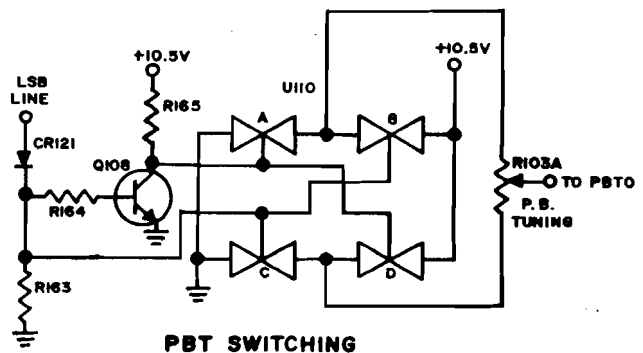 +10.5V
+10.5V
LSB
LINE
U110
R165
A
B
CR121
Q108
R103A
TO PBTO
P.B.
TUNING
R164
R163
C
D
PBT SWITCHING